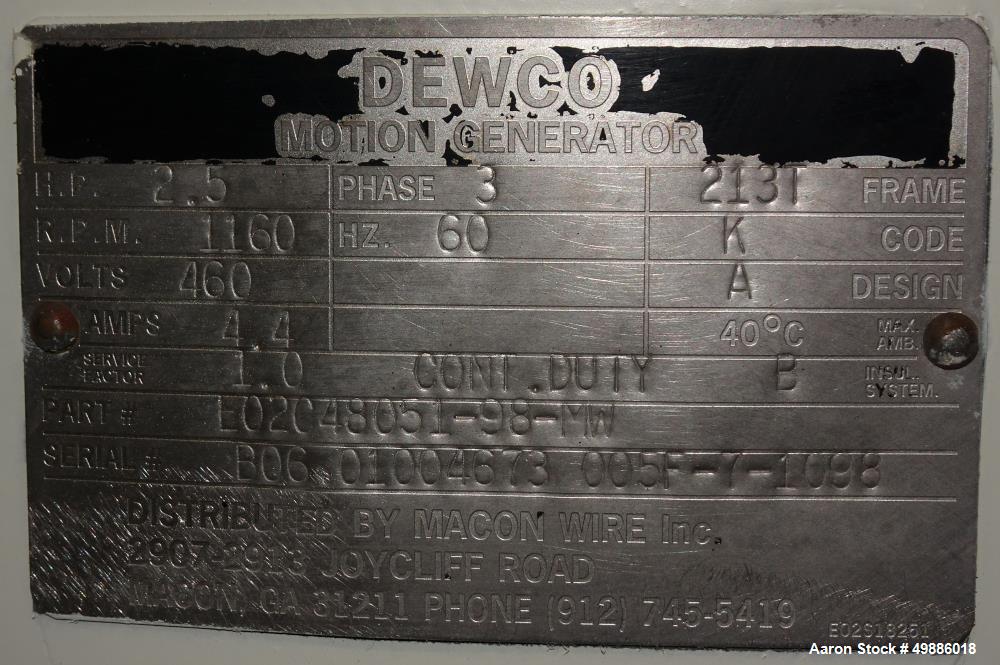 DEWCO
MOTION GENERATOR
H.P. 2.5 PHASE 3 213T FRAME
R.P.M. 1160 HZ. 60 K CODE
VOLTS 460 A DESIGN
AMPS 4.4 40°C MAX. AMB.
SERVICE FACTOR 1.0 CONT.DUTY B INSUL. SYSTEM.
PART # E02C48051-98-MW
SERIAL # B06 01004673 005F-7-1098
DISTRIBUTED BY MACON WIRE Inc.
2907-2913 JOYCLIFF ROAD
MACON, GA 31211 PHONE (912) 745-5419
E02S18251
Aaron Stock # 49886018